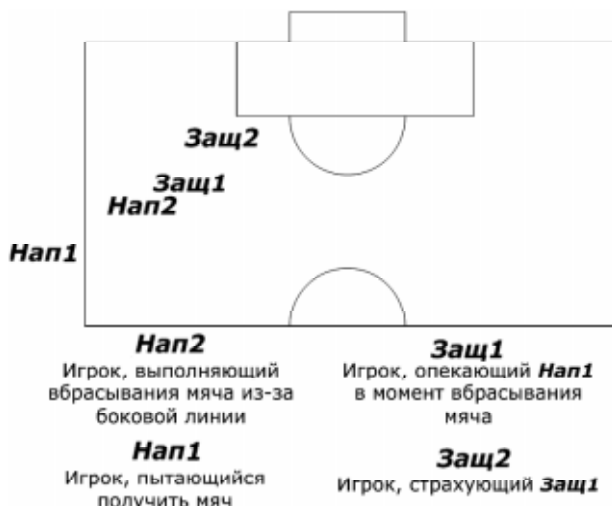 Защ2
Защ1
Нап2
Нап1
Нап2
Игрок, выполняющий
вбрасывания мяча из-за
боковой линии
Защ1
Игрок, опекающий Нап1
в момент вбрасывания
мяча
Нап1
Игрок, пытающийся
получить мяч
Защ2
Игрок, страхующий Защ1